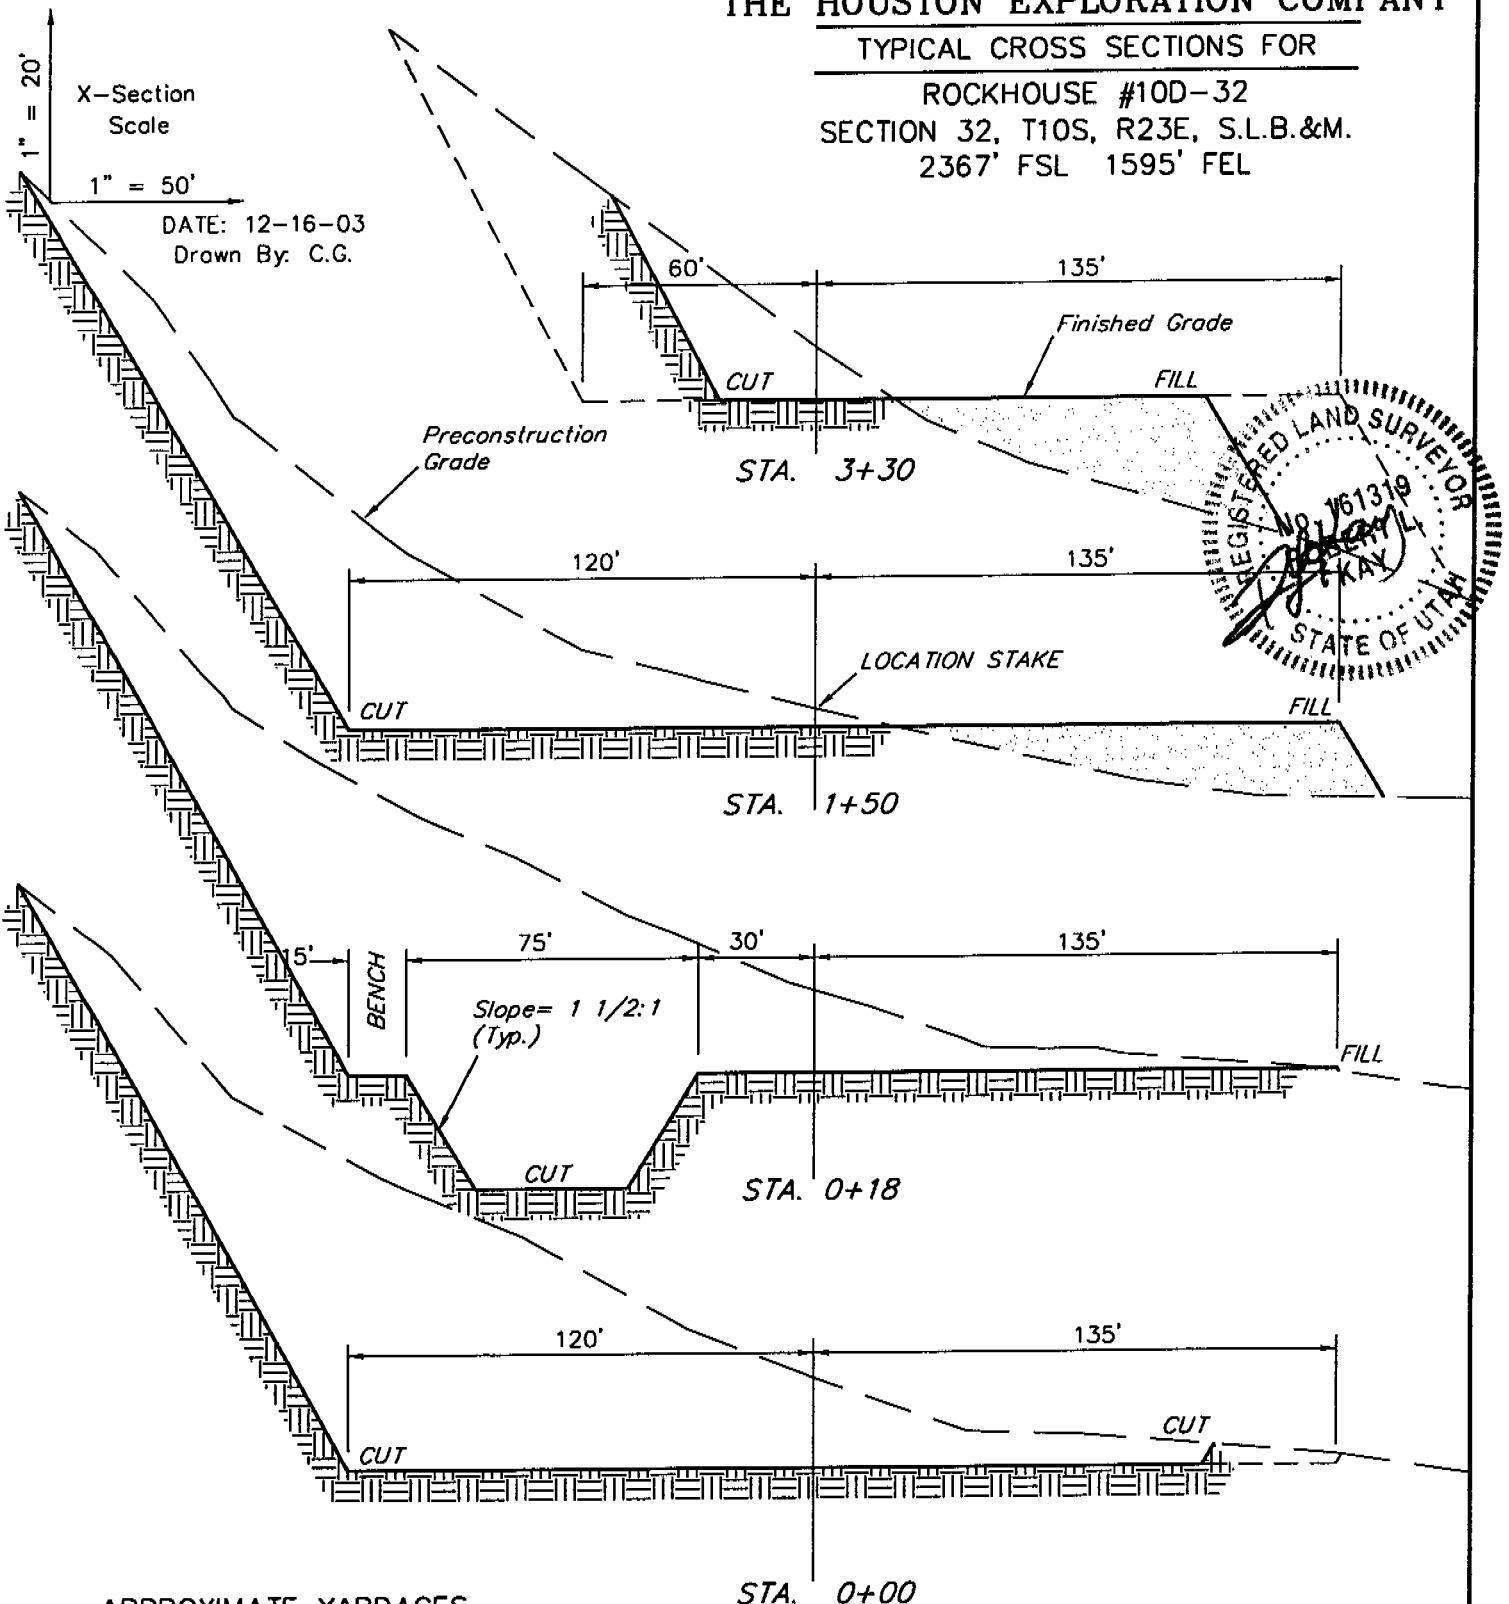 THE HOUSTON EXPLORATION COMPANY
TYPICAL CROSS SECTIONS FOR
ROCKHOUSE #10D-32
SECTION 32, T10S, R23E, S.L.B.&M.
2367' FSL 1595' FEL
1" = 20'
X-Section
Scale
1" = 50'
DATE: 12-16-03
Drawn By: C.G.
60'
135'
Finished Grade
CUT
FILL
STA. 3+30
REGISTERED LAND SURVEYOR
No. 161319
ROBERT L.
KAY
STATE OF UTAH
Preconstruction
Grade
120'
135'
LOCATION STAKE
CUT
FILL
STA. 1+50
15'
BENCH
75'
30'
135'
Slope= 1 1/2:1
(Typ.)
FILL
CUT
STA. 0+18
120'
135'
CUT
CUT
STA. 0+00
APPROXIMATE YARDAGES